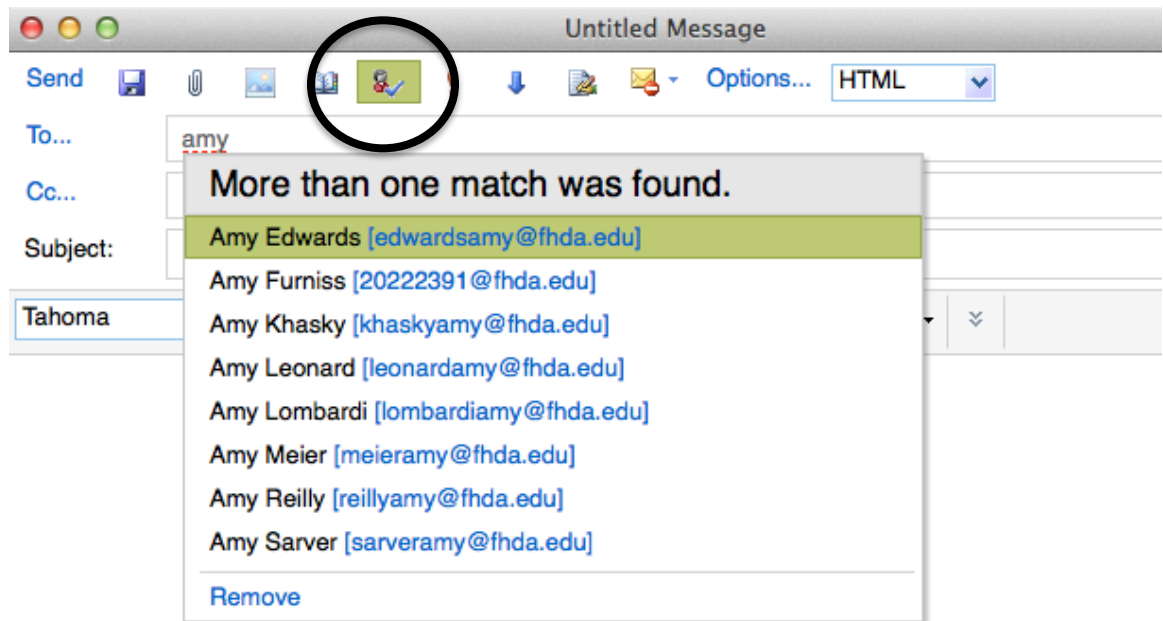 Untitled Message
Send Options... HTML
To... amy
More than one match was found.
Cc...
Amy Edwards [edwardsamy@fhda.edu]
Subject:
Amy Furniss [20222391@fhda.edu]
Tahoma
Amy Khasky [khaskyamy@fhda.edu]
Amy Leonard [leonardamy@fhda.edu]
Amy Lombardi [lombardiamy@fhda.edu]
Amy Meier [meieramy@fhda.edu]
Amy Reilly [reillyamy@fhda.edu]
Amy Sarver [sarveramy@fhda.edu]
Remove